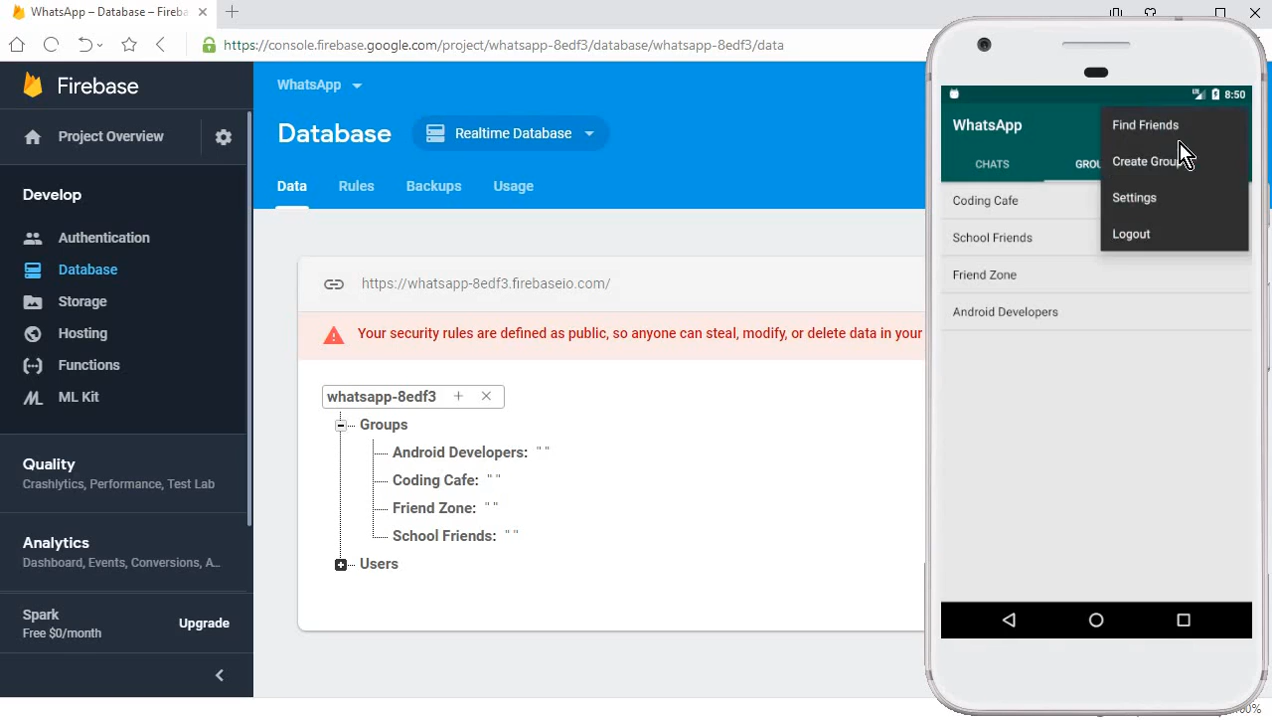 WhatsApp – Database – Fireba
https://console.firebase.google.com/project/whatsapp-8edf3/database/whatsapp-8edf3/data
Firebase
Project Overview
Develop
Authentication
Database
Storage
Hosting
Functions
ML Kit
Quality
Crashlytics, Performance, Test Lab
Analytics
Dashboard, Events, Conversions, A...
Spark
Free $0/month
Upgrade
WhatsApp
Database
Realtime Database
Data
Rules
Backups
Usage
https://whatsapp-8edf3.firebaseio.com/
Your security rules are defined as public, so anyone can steal, modify, or delete data in your
whatsapp-8edf3
Groups
Android Developers: " "
Coding Cafe: " "
Friend Zone: " "
School Friends: " "
Users
8:50
WhatsApp
CHATS
GROU
Find Friends
Create Group
Settings
Logout
Coding Cafe
School Friends
Friend Zone
Android Developers